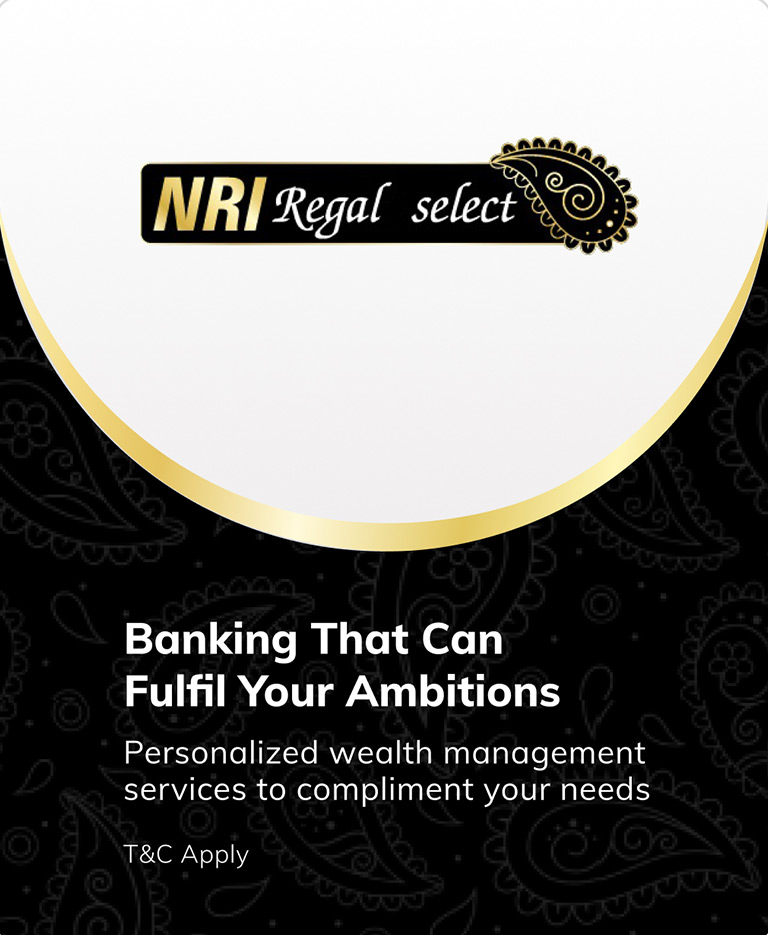 NRI Regal select
Banking That Can
Fulfil Your Ambitions
Personalized wealth management
services to compliment your needs
T&C Apply